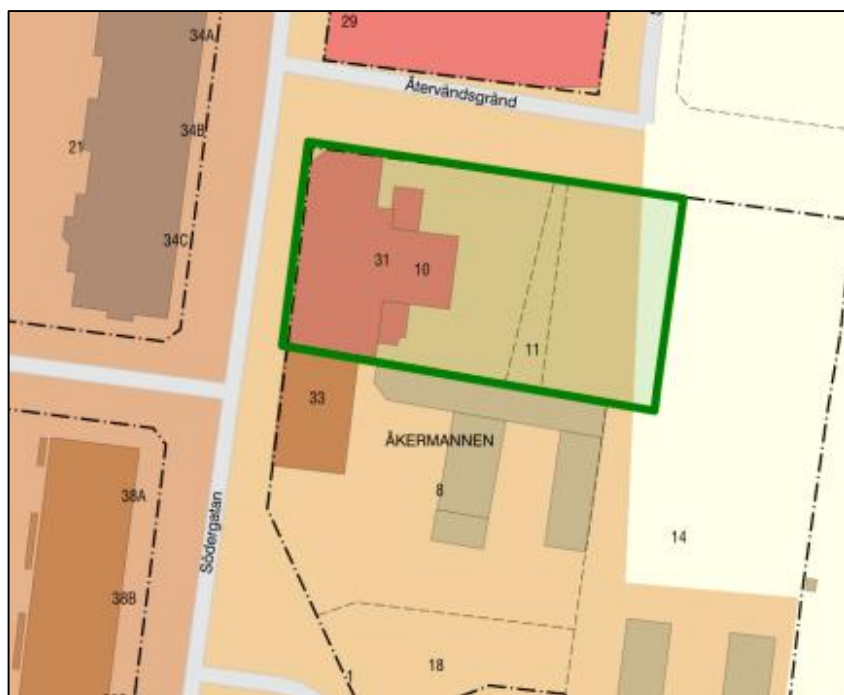 29
34A
Återvändsgränd
34B
21
34C
31
10
11
33
ÅKERMANNEN
8
38A
14
Södergatan
38B
18
1